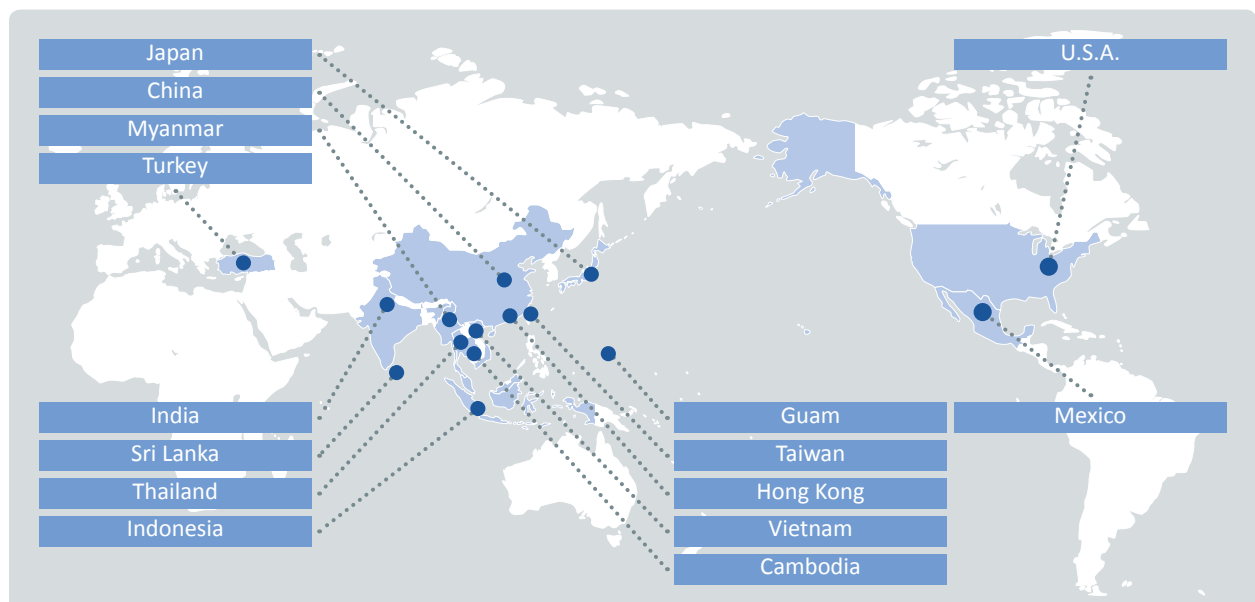 Japan
China
Myanmar
Turkey
U.S.A.
India
Sri Lanka
Thailand
Indonesia
Guam
Taiwan
Hong Kong
Vietnam
Cambodia
Mexico